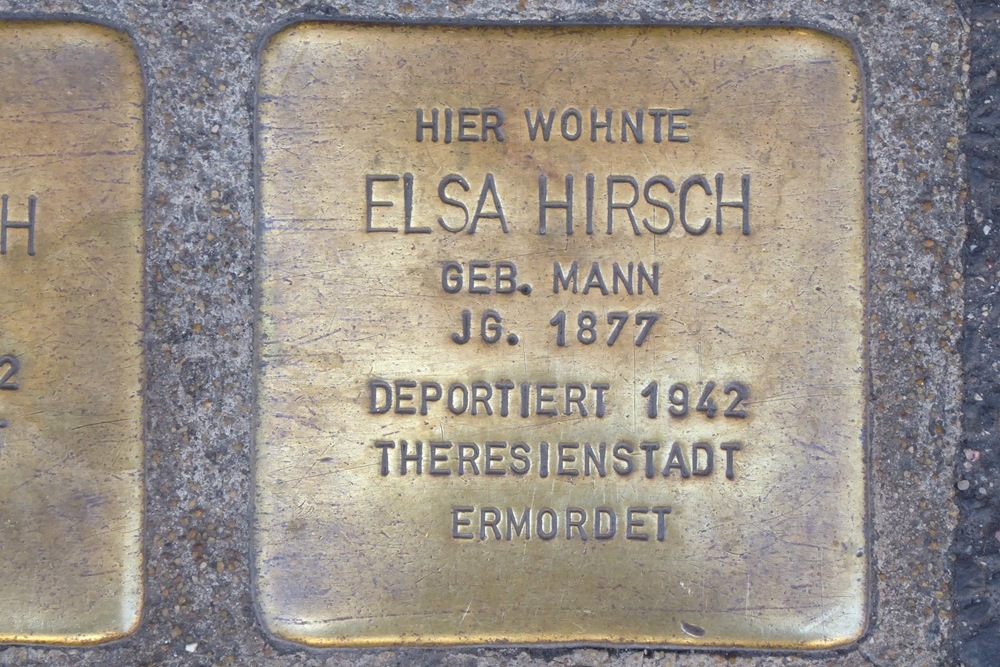 HIER WOHNTE
ELSA HIRSCH
GEB. MANN
JG. 1877
DEPORTIERT 1942
THERESIENSTADT
ERMORDET